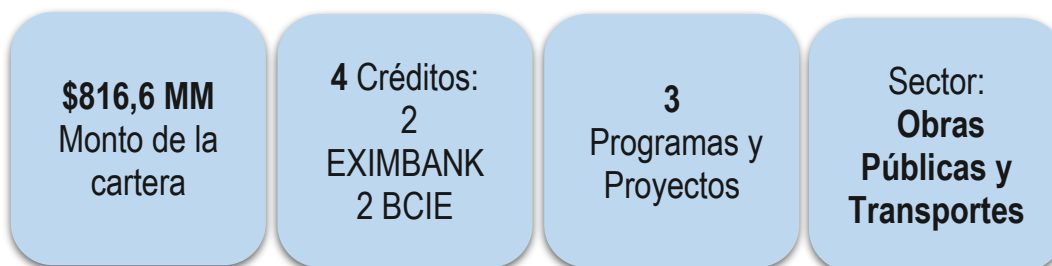 $816,6 MM
Monto de la
cartera
4 Créditos:
2
EXIMBANK
2 BCIE
3
Programas y
Proyectos
Sector:
Obras
Públicas y
Transportes